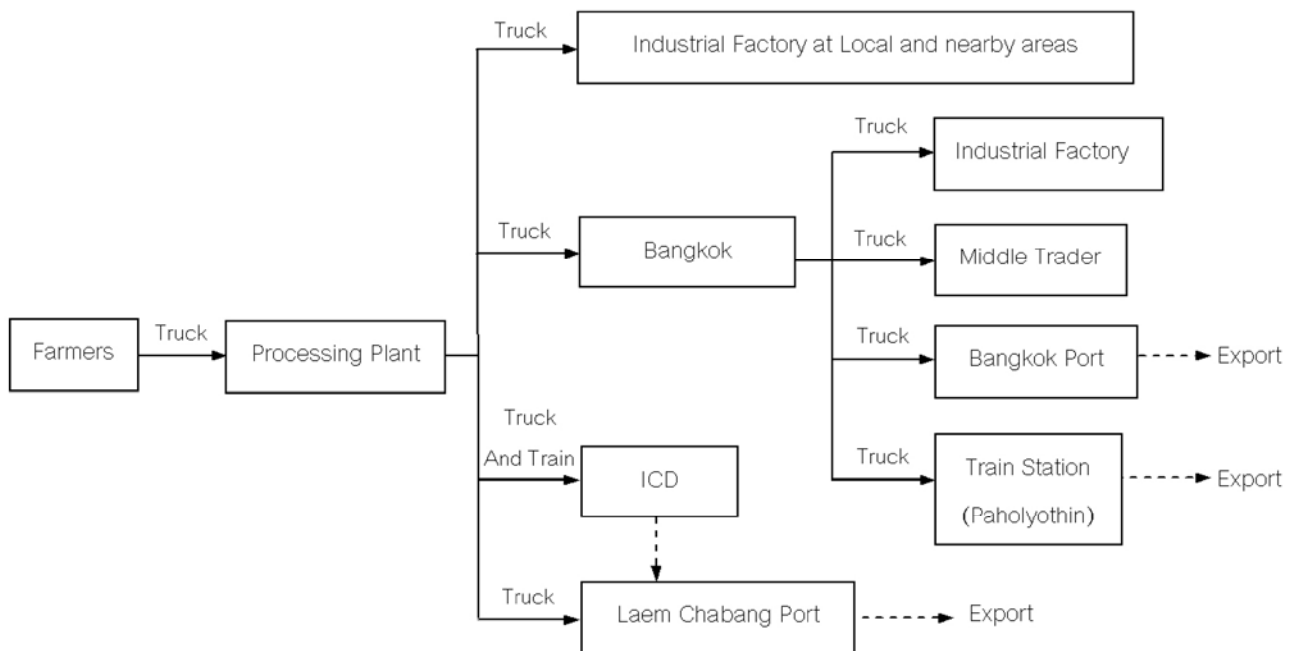 Truck
Industrial Factory at Local and nearby areas
Truck
Industrial Factory
Truck
Bangkok
Truck
Middle Trader
Farmers
Truck
Processing Plant
Truck
Bangkok Port
Export
Truck
And Train
ICD
Truck
Train Station
(Paholyothin)
Export
Truck
Laem Chabang Port
Export